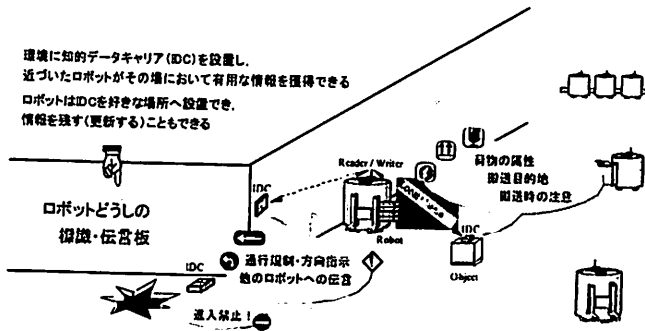 環境に知的データキャリア(IDC)を設置し,
近づいたロボットがその場において有用な情報を獲得できる
ロボットはIDCを好きな場所へ設置でき,
情報を残す(更新する)こともできる
ロボットどうしの
標識・伝言板
IDC
Reader / Writer
Robot
荷物の属性
搬送目的地
搬送時の注意
IDC
Object
IDC
通行規制・方向指示
他のロボットへの伝言
進入禁止!